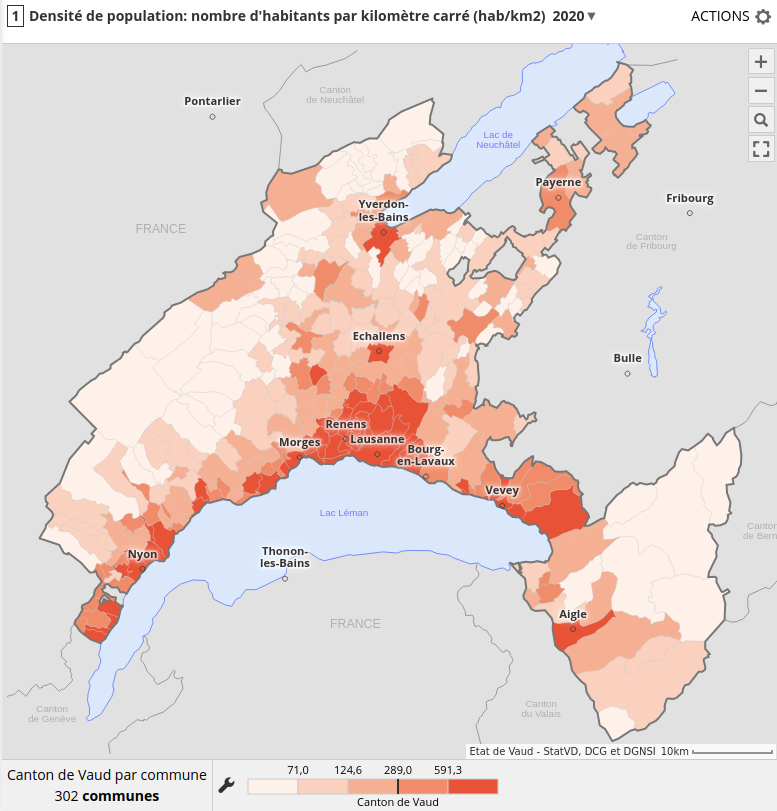 1 Densité de population: nombre d'habitants par kilomètre carré (hab/km2) 2020 ▼
ACTIONS
Canton
de Neuchâtel
Pontarlier
Lac de
Neuchâtel
Payerne
Fribourg
Yverdon-
les-Bains
FRANCE
Canton
de Fribourg
Echallens
Bulle
Renens
Morges
Lausanne
Bourg-
en-Lavaux
Vevey
Lac Léman
Canton
de Bern
Nyon
Thonon-
les-Bains
Aigle
FRANCE
Canton
de Genève
Canton
du Valais
Etat de Vaud - StatVD, DCG et DGNSI 10km
Canton de Vaud par commune
302 communes
71,0 124,6 289,0 591,3
Canton de Vaud